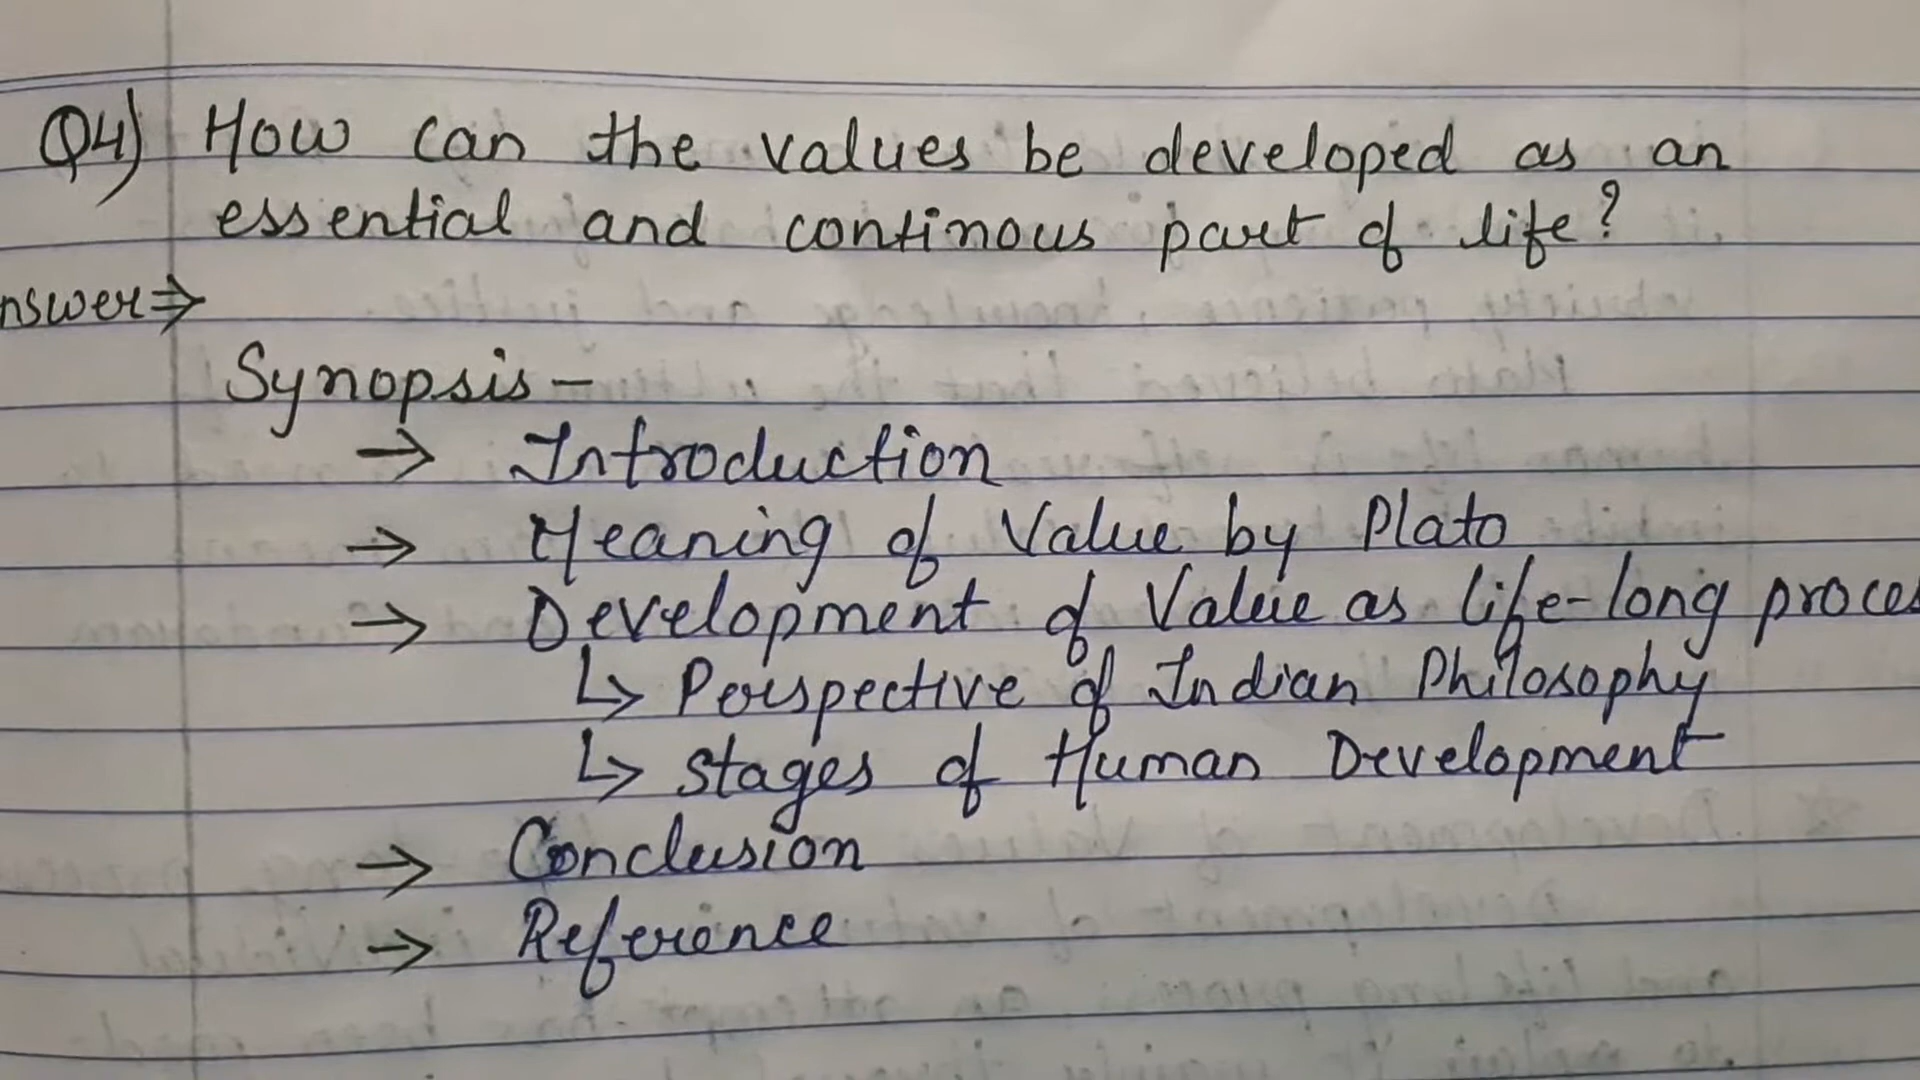 Q4) How can the values be developed as an
essential and continous part of life?
nswer⇒
Synopsis -
→ Introduction
→ Meaning of Value by Plato
→ Development of Value as life-long proces
↳ Perspective of Indian Philosophy
↳ Stages of Human Development
→ Conclusion
→ Reference